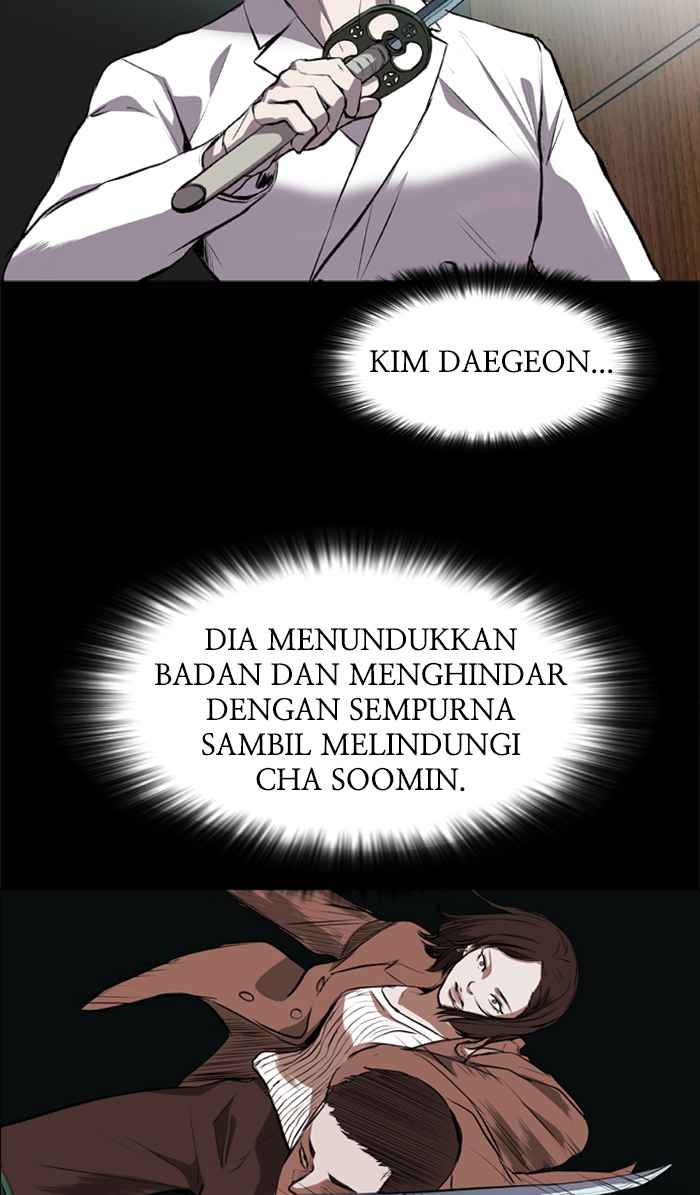 KIM DAEGEON...
DIA MENUNDUKKAN
BADAN DAN MENGHINDAR
DENGAN SEMPURNA
SAMBIL MELINDUNGI
CHA SOOMIN.